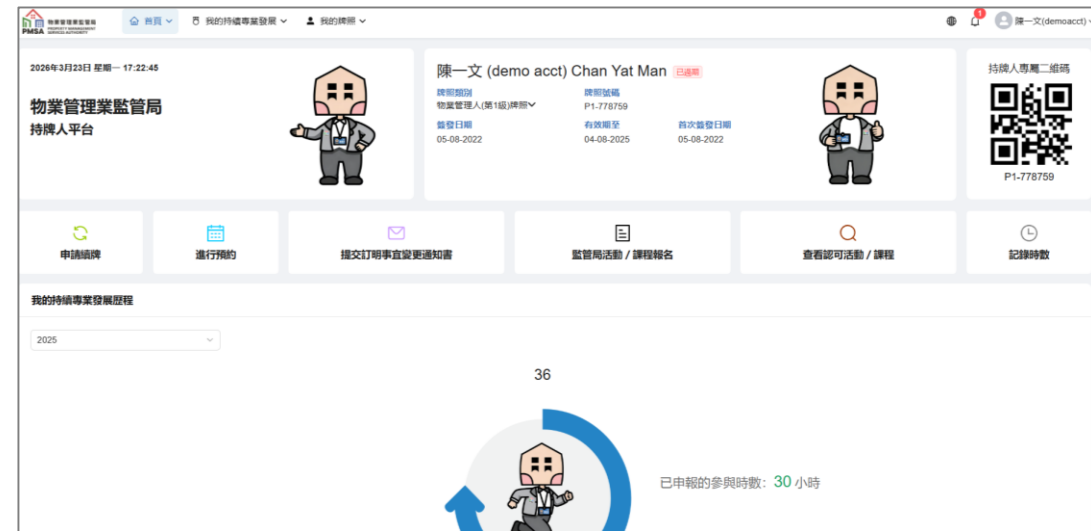 物業管理業監管局
PMSA PROPERTY MANAGEMENT SERVICES AUTHORITY
首頁
我的持續專業發展
我的牌照
1
陳一文(demoacct)
2026年3月23日 星期一 17:22:45
物業管理業監管局
持牌人平台
陳一文 (demo acct) Chan Yat Man 已過期
牌照類別 牌照號碼
物業管理人(第1級)牌照 P1-778759
簽發日期 有效期至 首次簽發日期
05-08-2022 04-08-2025 05-08-2022
持牌人專屬二維碼
P1-778759
申請續牌
進行預約
提交訂明事宜變更通知書
監管局活動 / 課程報名
查看認可活動 / 課程
記錄時數
我的持續專業發展歷程
2025
36
已申報的參與時數: 30 小時